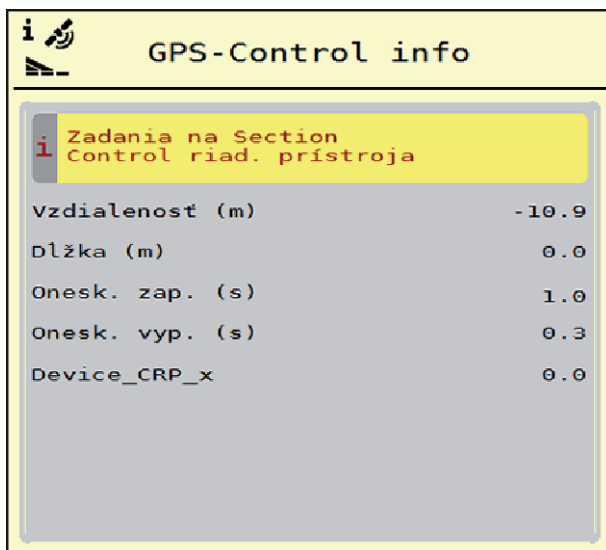 i
GPS-Control info
i
Zadania na Section
Control riad. prístroja
Vzdialenosť (m) -10.9
Dĺžka (m) 0.0
Onesk. zap. (s) 1.0
Onesk. vyp. (s) 0.3
Device_CRP_x 0.0